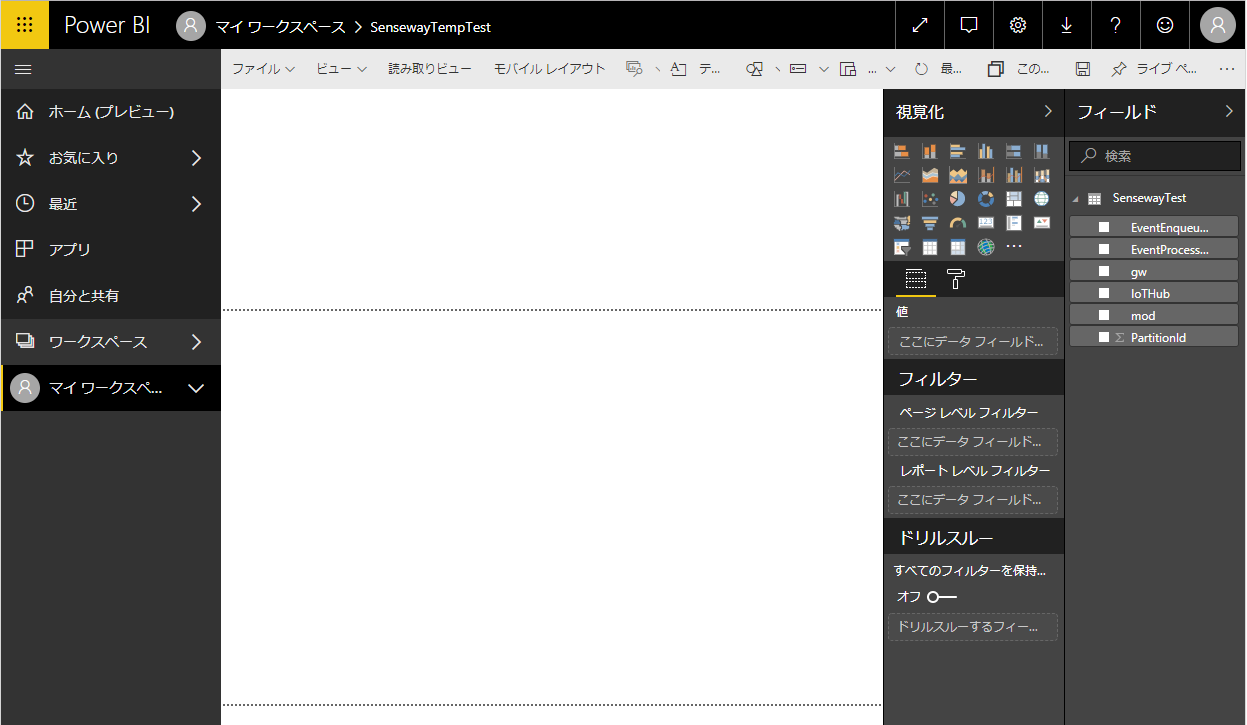 Power BI
マイ ワークスペース > SensewayTempTest
?
ファイル
ビュー
読み取りビュー
モバイル レイアウト
テ...
...
最...
この...
ライブ ペ...
ホーム (プレビュー)
お気に入り
最近
アプリ
自分と共有
ワークスペース
マイ ワークスペ...
視覚化
値
ここにデータ フィールド...
フィルター
ページ レベル フィルター
ここにデータ フィールド...
レポート レベル フィルター
ここにデータ フィールド...
ドリルスルー
すべてのフィルターを保持...
オフ
ドリルスルーするフィー...
フィールド
検索
SensewayTest
EventEnqueu...
EventProcess...
gw
IoTHub
mod
Σ PartitionId